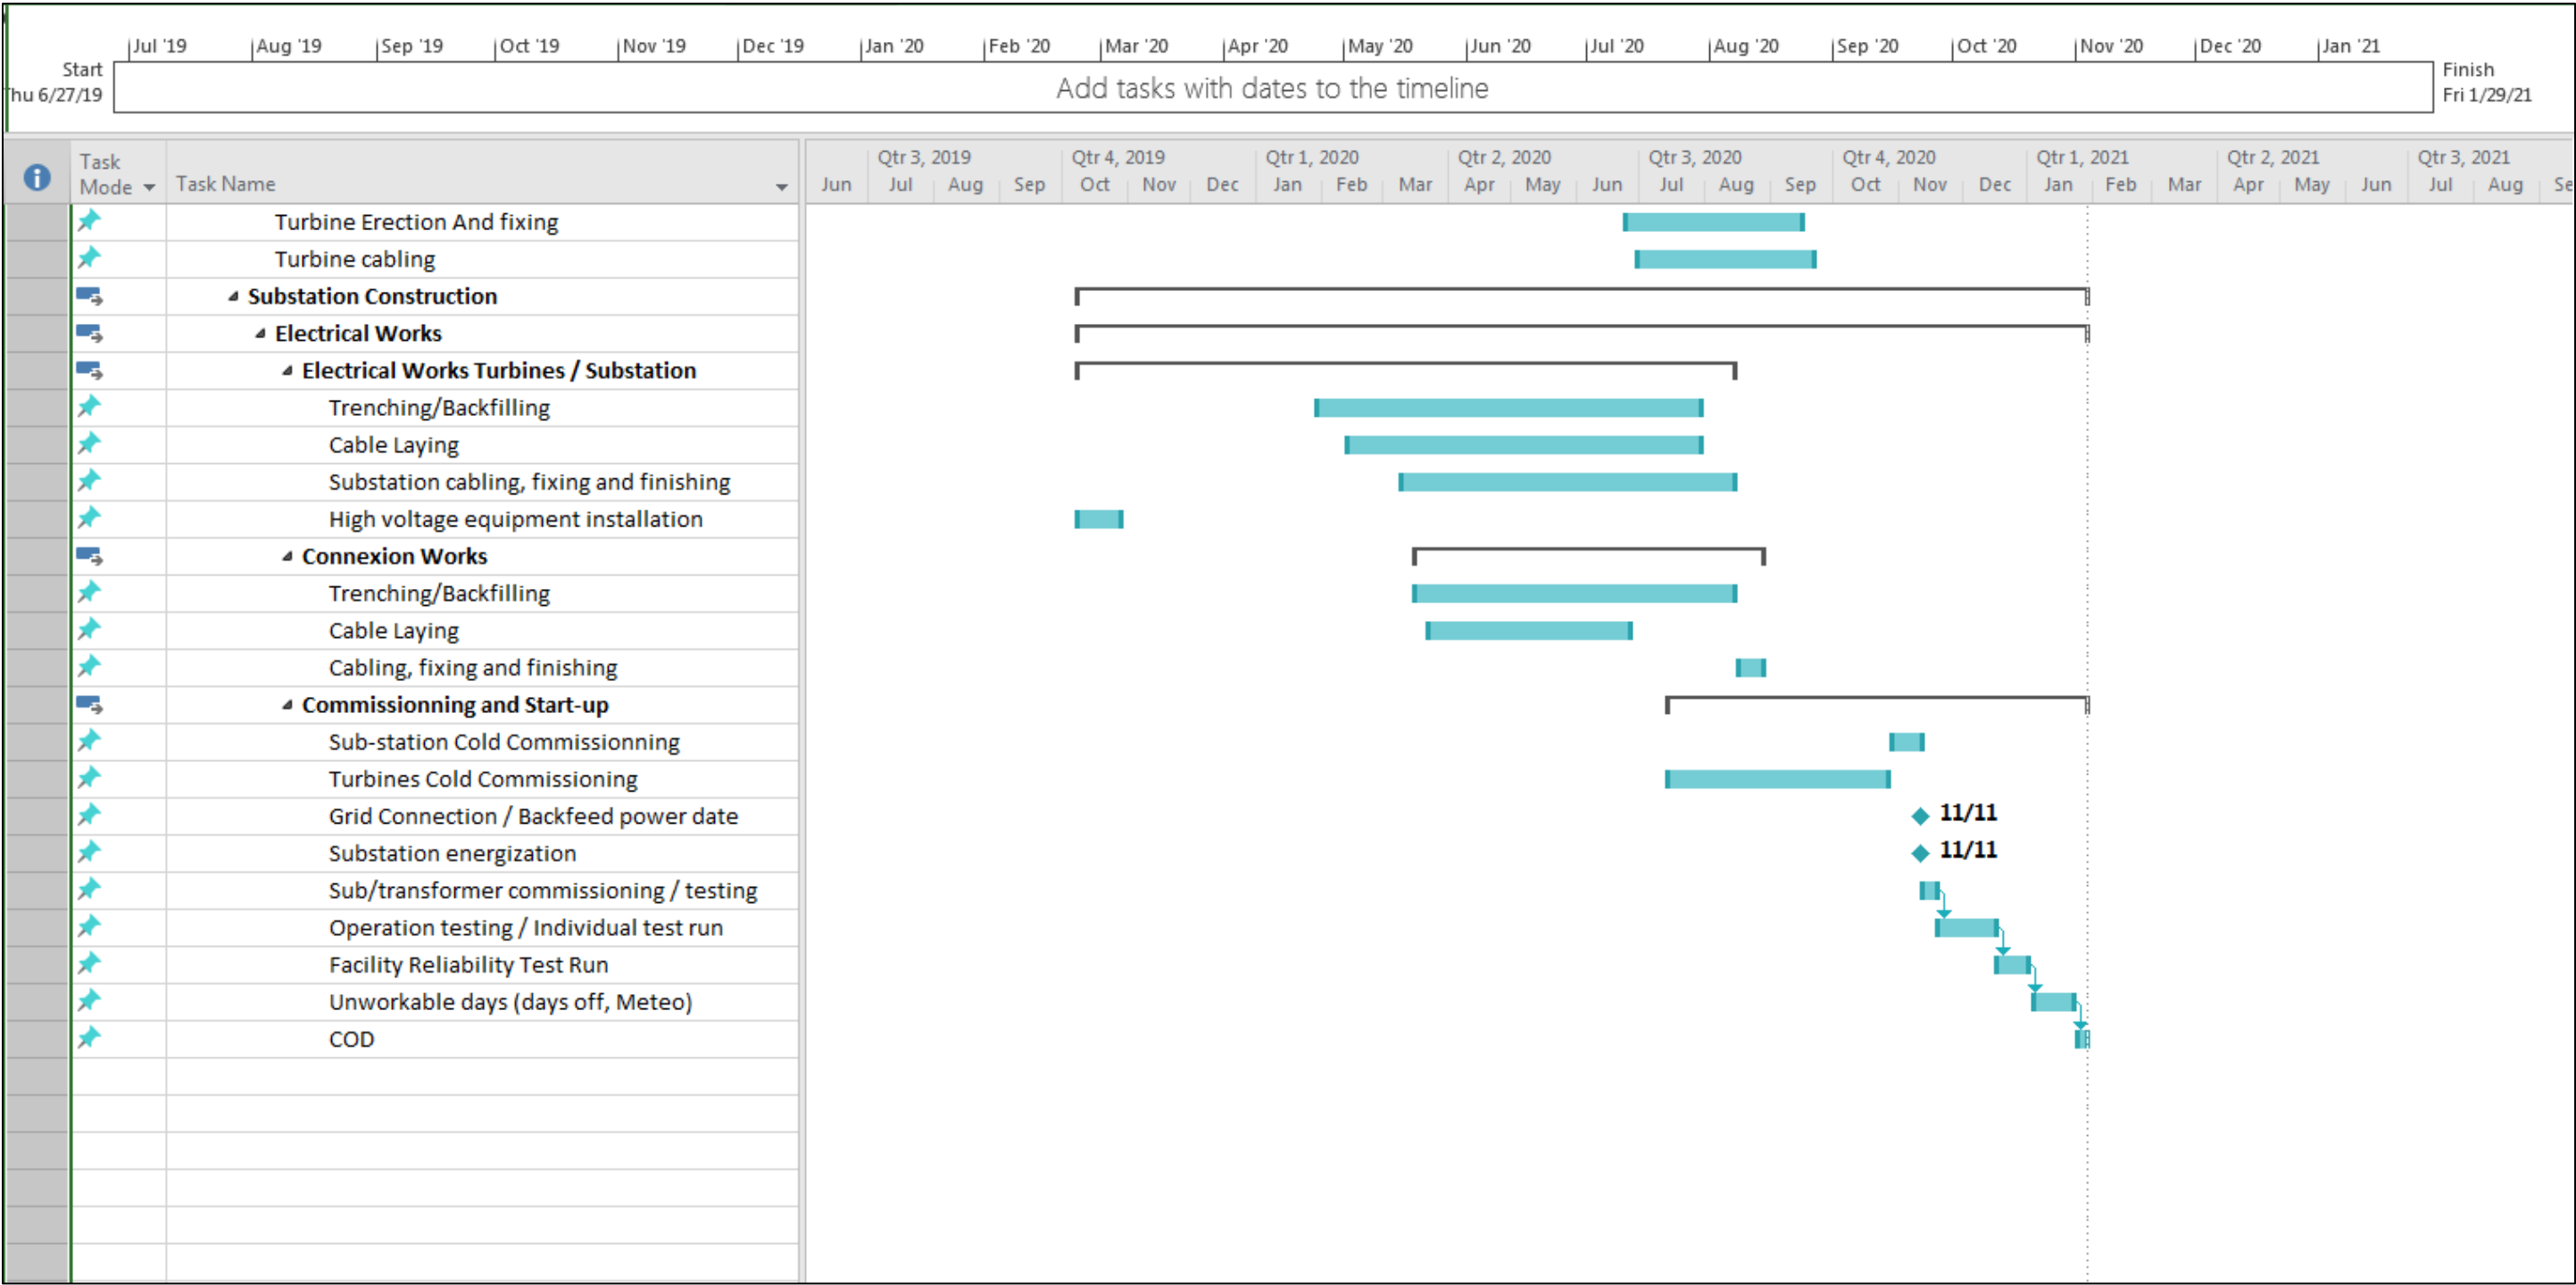 Jul '19 Aug '19 Sep '19 Oct '19 Nov '19 Dec '19 Jan '20 Feb '20 Mar '20 Apr '20 May '20 Jun '20 Jul '20 Aug '20 Sep '20 Oct '20 Nov '20 Dec '20 Jan '21
Start
Thu 6/27/19
Add tasks with dates to the timeline
Finish
Fri 1/29/21
Task Mode
Task Name
Qtr 3, 2019 Qtr 4, 2019 Qtr 1, 2020 Qtr 2, 2020 Qtr 3, 2020 Qtr 4, 2020 Qtr 1, 2021 Qtr 2, 2021 Qtr 3, 2021
Jun Jul Aug Sep Oct Nov Dec Jan Feb Mar Apr May Jun Jul Aug Sep Oct Nov Dec Jan Feb Mar Apr May Jun Jul Aug Se
Turbine Erection And fixing
Turbine cabling
Substation Construction
Electrical Works
Electrical Works Turbines / Substation
Trenching/Backfilling
Cable Laying
Substation cabling, fixing and finishing
High voltage equipment installation
Connexion Works
Trenching/Backfilling
Cable Laying
Cabling, fixing and finishing
Commissionning and Start-up
Sub-station Cold Commissionning
Turbines Cold Commissioning
Grid Connection / Backfeed power date 11/11
Substation energization 11/11
Sub/transformer commissioning / testing
Operation testing / Individual test run
Facility Reliability Test Run
Unworkable days (days off, Meteo)
COD